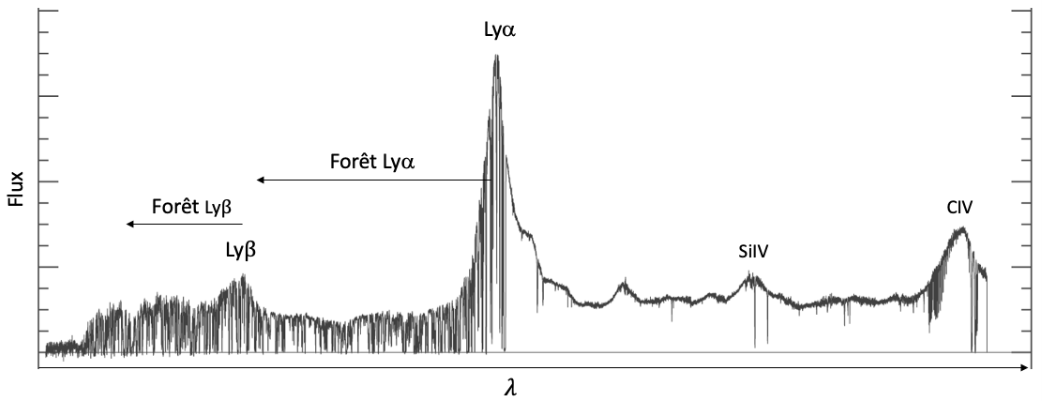 Lyα
Forêt Lyα
Flux
Forêt Lyβ
CIV
Lyβ
SiIV
λ